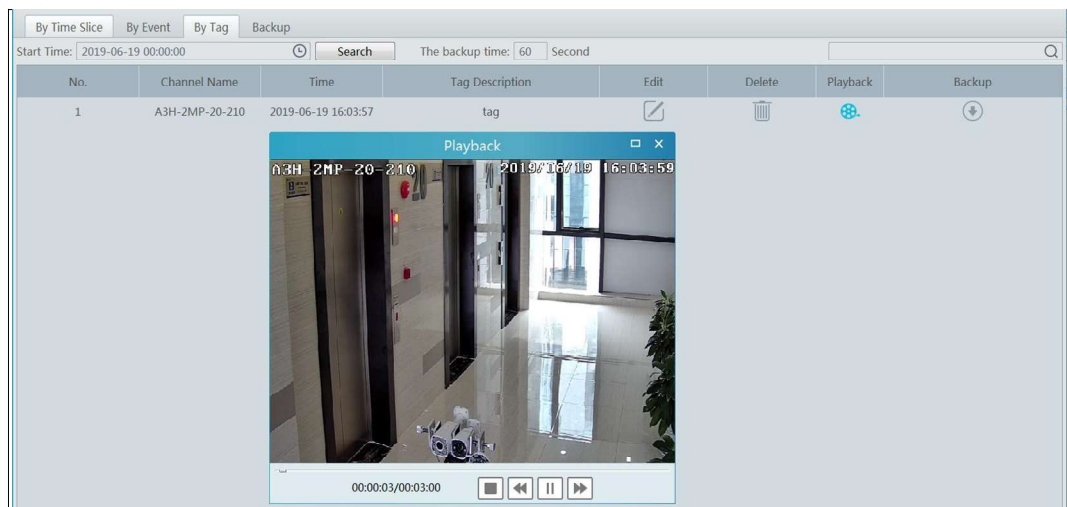 By Time Slice By Event By Tag Backup
Start Time: 2019-06-19 00:00:00 Search The backup time: 60 Second
No. Channel Name Time Tag Description Edit Delete Playback Backup
1 A3H-2MP-20-210 2019-06-19 16:03:57 tag
Playback
A3H-2MP-20-210 2019/06/19 16:03:59
20
00:00:03/00:03:00